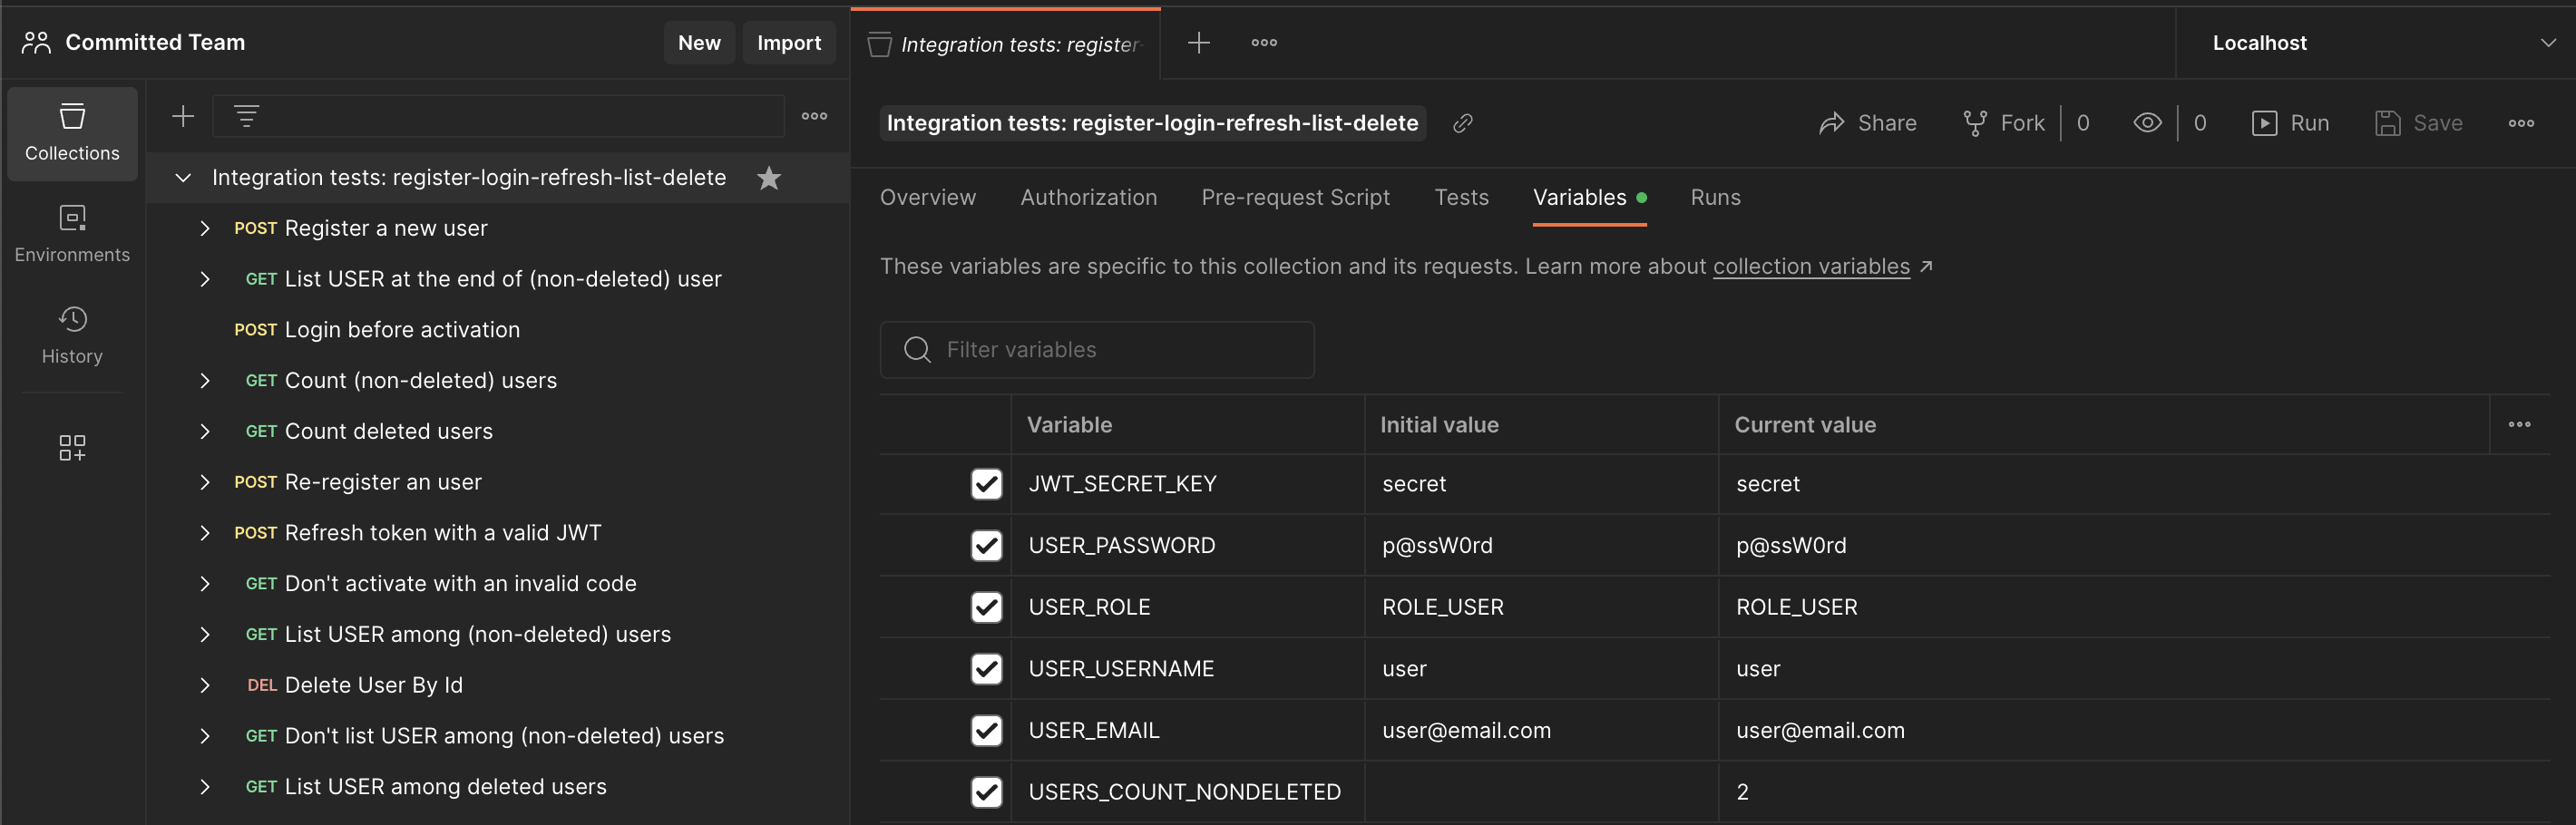 Committed Team
New
Import
Integration tests: register-
Localhost
Collections
Environments
History
Integration tests: register-login-refresh-list-delete
POST Register a new user
GET List USER at the end of (non-deleted) user
POST Login before activation
GET Count (non-deleted) users
GET Count deleted users
POST Re-register an user
POST Refresh token with a valid JWT
GET Don't activate with an invalid code
GET List USER among (non-deleted) users
DEL Delete User By Id
GET Don't list USER among (non-deleted) users
GET List USER among deleted users
Integration tests: register-login-refresh-list-delete
Share
Fork 0
0
Run
Save
Overview Authorization Pre-request Script Tests Variables Runs
These variables are specific to this collection and its requests. Learn more about collection variables ↗
Filter variables
Variable Initial value Current value
JWT_SECRET_KEY secret secret
USER_PASSWORD p@ssW0rd p@ssW0rd
USER_ROLE ROLE_USER ROLE_USER
USER_USERNAME user user
USER_EMAIL user@email.com user@email.com
USERS_COUNT_NONDELETED 2